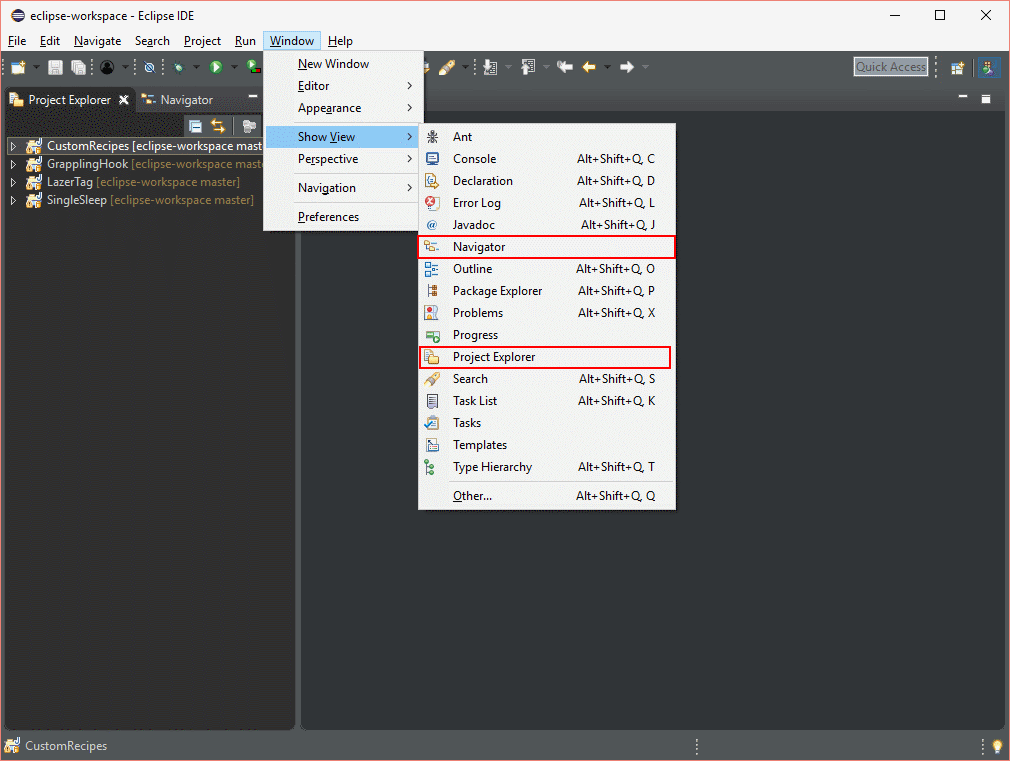 eclipse-workspace - Eclipse IDE
File Edit Navigate Search Project Run Window Help
New Window
Editor
Appearance
Show View
Perspective
Navigation
Preferences
Quick Access
Project Explorer Navigator
CustomRecipes [eclipse-workspace mast
GrapplingHook [eclipse-workspace maste
LazerTag [eclipse-workspace master]
SingleSleep [eclipse-workspace master]
Ant
Console Alt+Shift+Q, C
Declaration Alt+Shift+Q, D
Error Log Alt+Shift+Q, L
Javadoc Alt+Shift+Q, J
Navigator
Outline Alt+Shift+Q, O
Package Explorer Alt+Shift+Q, P
Problems Alt+Shift+Q, X
Progress
Project Explorer
Search Alt+Shift+Q, S
Task List Alt+Shift+Q, K
Tasks
Templates
Type Hierarchy Alt+Shift+Q, T
Other... Alt+Shift+Q, Q
CustomRecipes